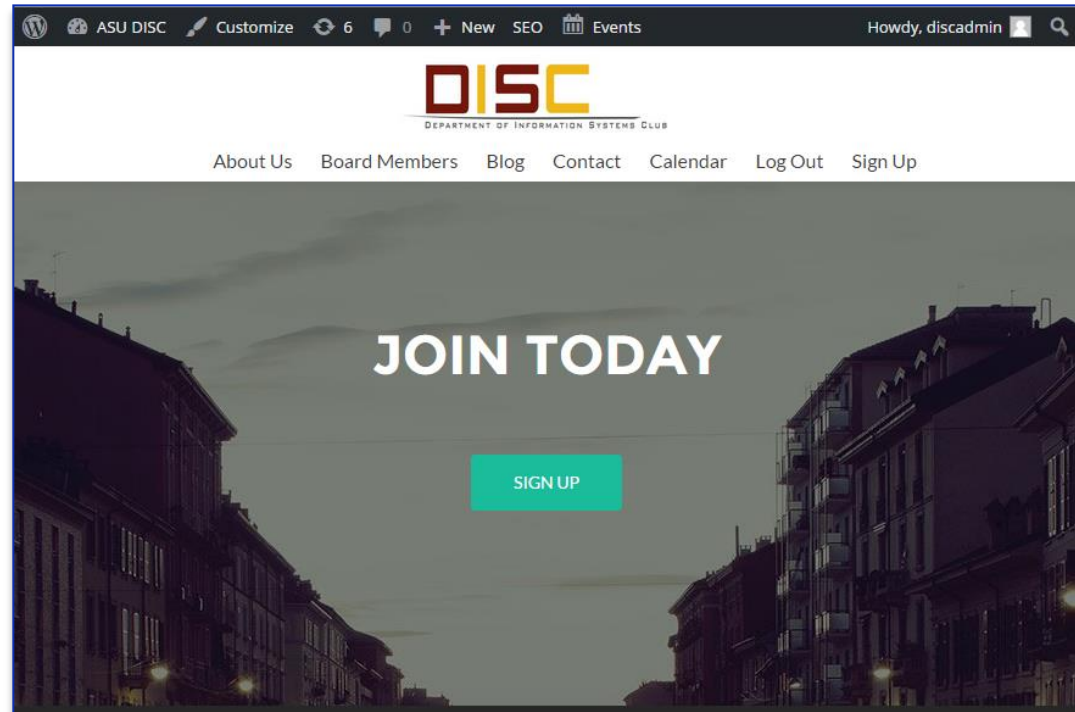 ASU DISC Customize 6 0 New SEO Events Howdy, discadmin
DISC
DEPARTMENT OF INFORMATION SYSTEMS CLUB
About Us Board Members Blog Contact Calendar Log Out Sign Up
JOIN TODAY
SIGN UP